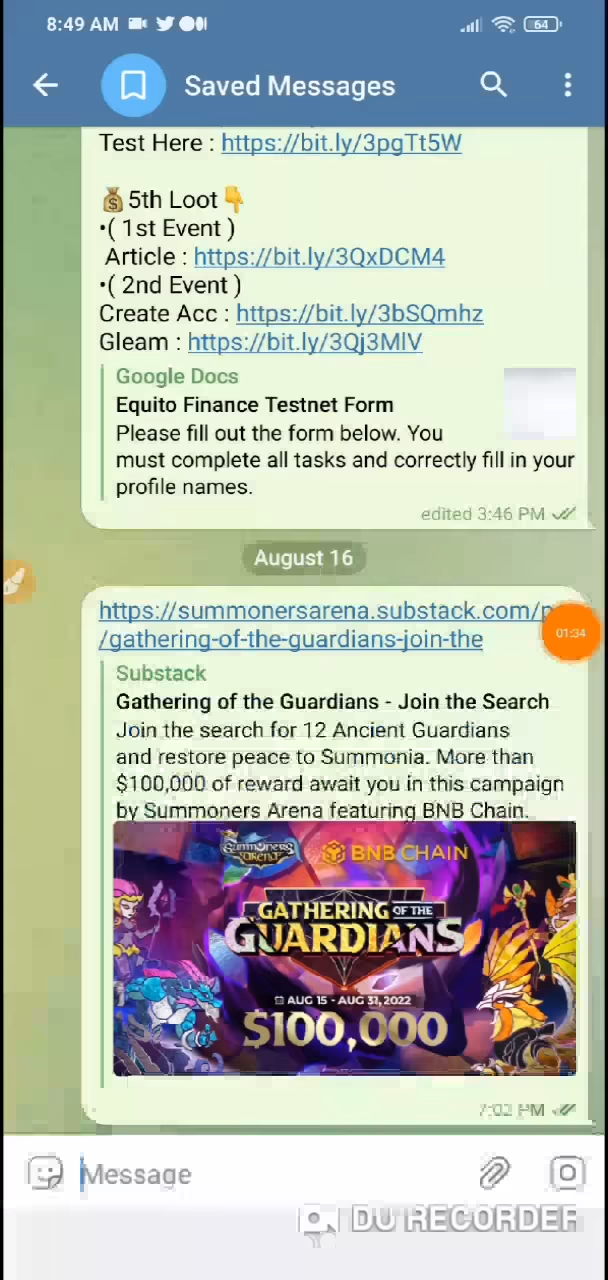 8:49 AM
64
Saved Messages
Test Here : https://bit.ly/3pgTt5W
💰5th Loot👇
•( 1st Event )
Article : https://bit.ly/3QxDCM4
•( 2nd Event )
Create Acc : https://bit.ly/3bSQmhz
Gleam : https://bit.ly/3Qj3MlV
Google Docs
Equito Finance Testnet Form
Please fill out the form below. You
must complete all tasks and correctly fill in your
profile names.
edited 3:46 PM
August 16
https://summonersarena.substack.com/p
/gathering-of-the-guardians-join-the
01:34
Substack
Gathering of the Guardians - Join the Search
Join the search for 12 Ancient Guardians
and restore peace to Summonia. More than
$100,000 of reward await you in this campaign
by Summoners Arena featuring BNB Chain.
Summoners Arena
BNB CHAIN
GATHERING OF THE
GUARDIANS
AUG 15 - AUG 31, 2022
$100,000
7:02 PM
Message
DU RECORDER